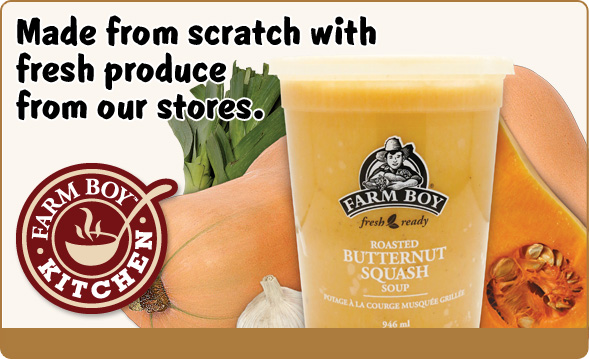 Made from scratch with
fresh produce
from our stores.
FARM BOY™
KITCHEN
FARM BOY
fresh ready
ROASTED
BUTTERNUT
SQUASH
SOUP
POTAGE À LA COURGE MUSQUÉE GRILLÉE
946 ml